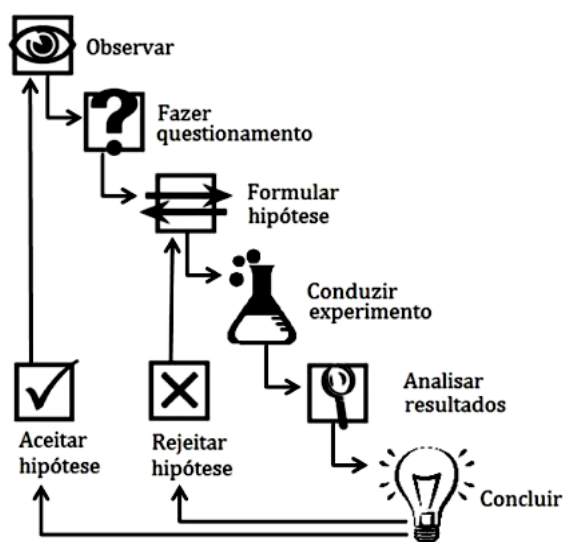 Observar
Fazer
questionamento
Formular
hipótese
Conduzir
experimento
Analisar
resultados
Aceitar
hipótese
Rejeitar
hipótese
Concluir